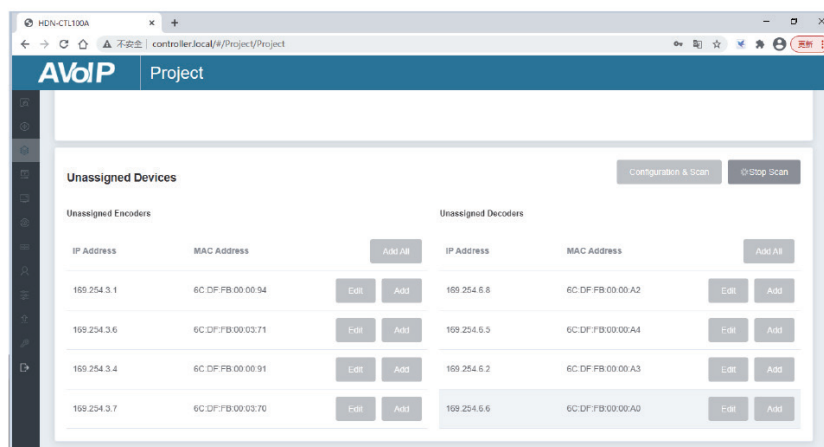 HDN-CTL100A
不安全 controller.local/#/Project/Project
更新
AVoIP Project
Unassigned Devices
Configuration & Scan
Stop Scan
Unassigned Encoders
Unassigned Decoders
IP Address MAC Address Add All IP Address MAC Address Add All
169.254.3.1 6C:DF:FB:00:00:94 Edit Add 169.254.6.8 6C:DF:FB:00:00:A2 Edit Add
169.254.3.6 6C:DF:FB:00:03:71 Edit Add 169.254.6.5 6C:DF:FB:00:00:A4 Edit Add
169.254.3.4 6C:DF:FB:00:00:91 Edit Add 169.254.6.2 6C:DF:FB:00:00:A3 Edit Add
169.254.3.7 6C:DF:FB:00:03:70 Edit Add 169.254.6.6 6C:DF:FB:00:00:A0 Edit Add